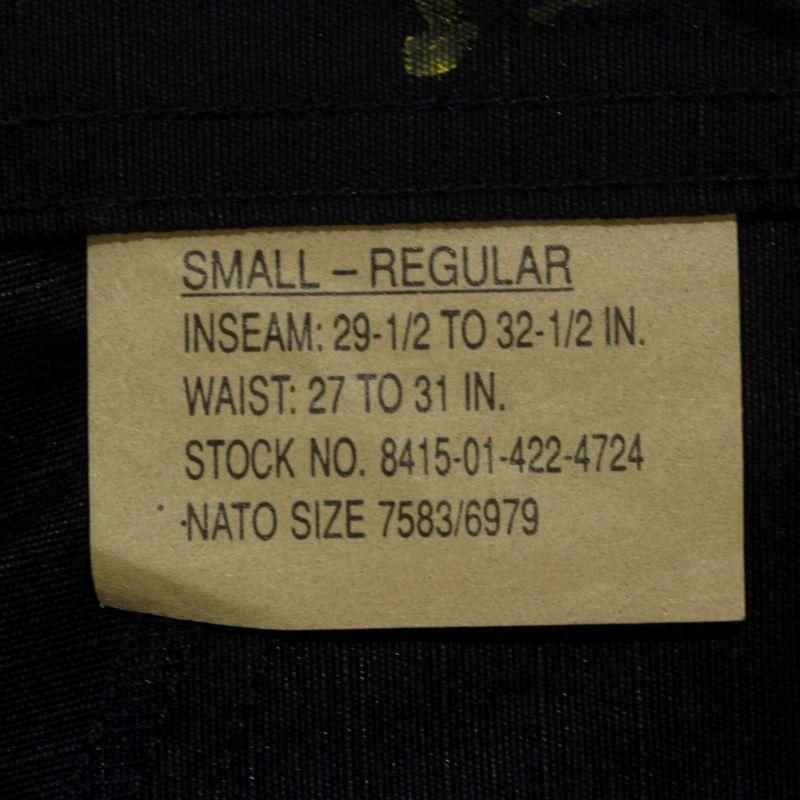 SMALL – REGULAR
INSEAM: 29-1/2 TO 32-1/2 IN.
WAIST: 27 TO 31 IN.
STOCK NO. 8415-01-422-4724
NATO SIZE 7583/6979